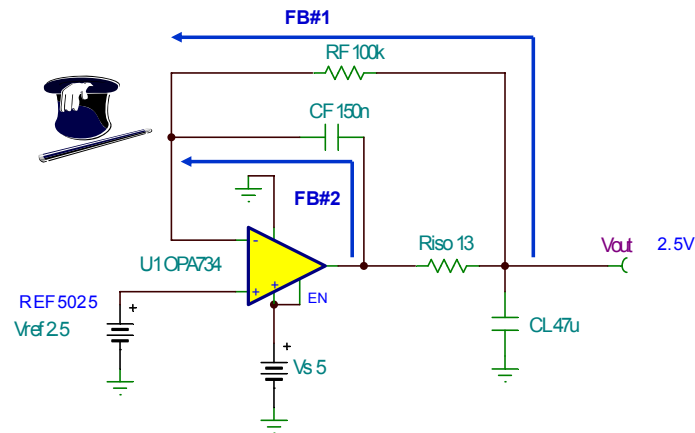 FB#1
RF 100k
CF 150n
FB#2
U1 OPA734
-
+
+
EN
Riso 13
Vout 2.5V
REF5025
Vref 2.5
+
CL 47u
+
Vs 5